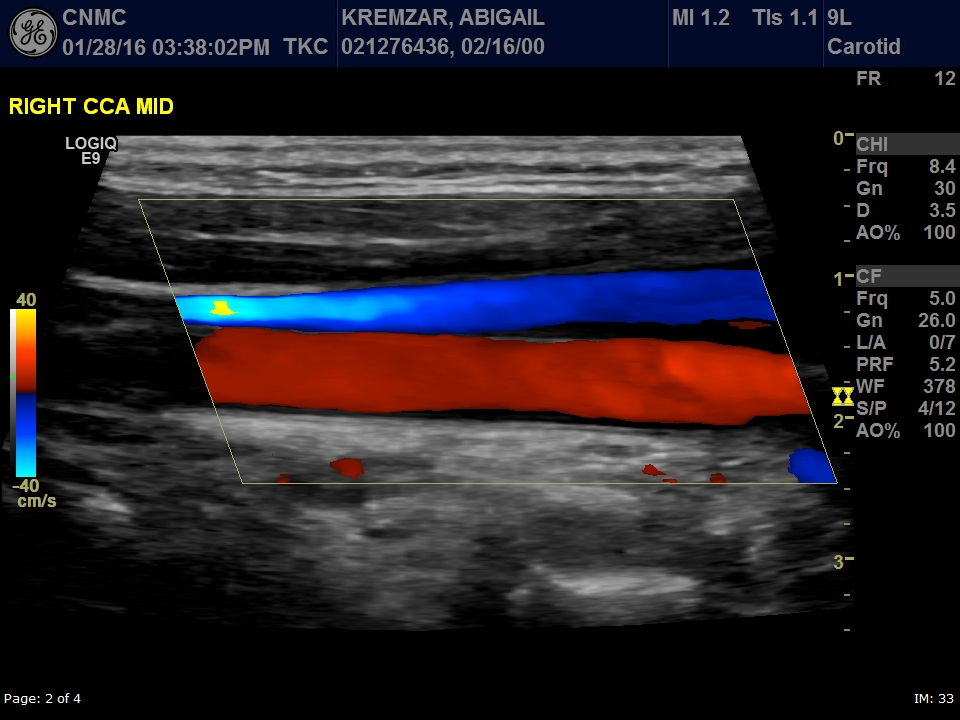 CNMC
01/28/16 03:38:02PM TKC
KREMZAR, ABIGAIL
021276436, 02/16/00
MI 1.2 TIs 1.1
9L
Carotid
RIGHT CCA MID
LOGIQ
E9
FR 12
CHI
Frq 8.4
Gn 30
D 3.5
AO% 100
CF
Frq 5.0
Gn 26.0
L/A 0/7
PRF 5.2
WF 378
S/P 4/12
AO% 100
0
1
2
3
40
-40
cm/s
Page: 2 of 4
IM: 33